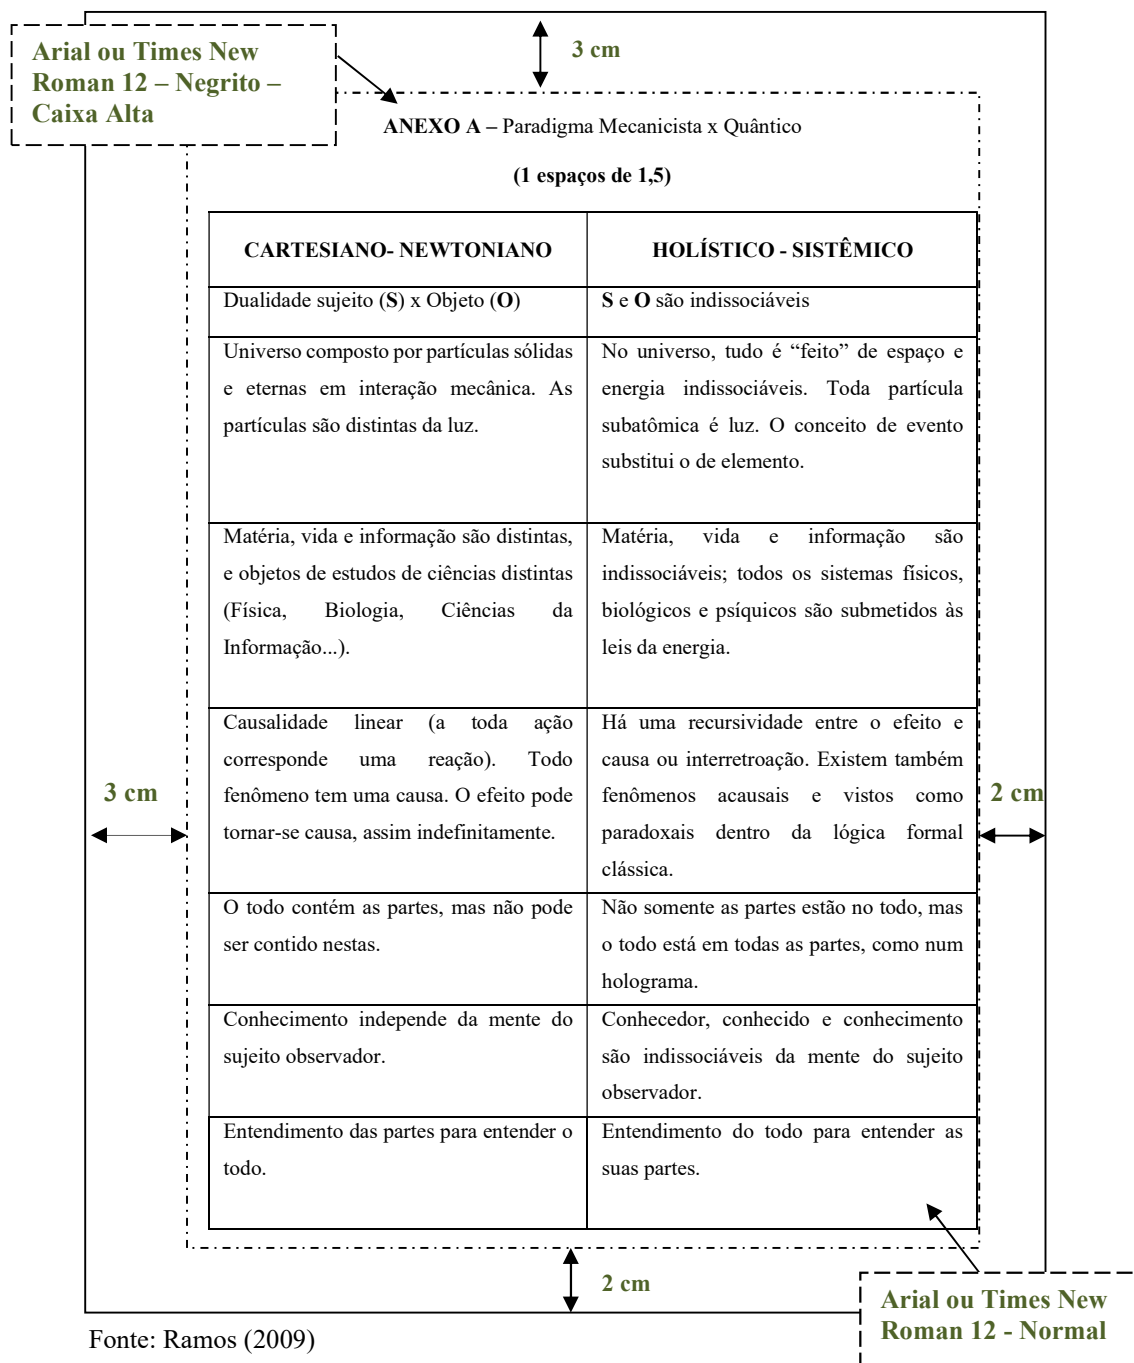 Arial ou Times New
Roman 12 – Negrito –
Caixa Alta
3 cm
ANEXO A – Paradigma Mecanicista x Quântico
(1 espaços de 1,5)
CARTESIANO- NEWTONIANO
HOLÍSTICO - SISTÊMICO
Dualidade sujeito (S) x Objeto (O)
S e O são indissociáveis
Universo composto por partículas sólidas
e eternas em interação mecânica. As
partículas são distintas da luz.
No universo, tudo é “feito” de espaço e
energia indissociáveis. Toda partícula
subatômica é luz. O conceito de evento
substitui o de elemento.
Matéria, vida e informação são distintas,
e objetos de estudos de ciências distintas
(Física, Biologia, Ciências da
Informação...).
Matéria, vida e informação são
indissociáveis; todos os sistemas físicos,
biológicos e psíquicos são submetidos às
leis da energia.
Causalidade linear (a toda ação
corresponde uma reação). Todo
fenômeno tem uma causa. O efeito pode
tornar-se causa, assim indefinitamente.
Há uma recursividade entre o efeito e
causa ou interretroação. Existem também
fenômenos acausais e vistos como
paradoxais dentro da lógica formal
clássica.
3 cm
2 cm
O todo contém as partes, mas não pode
ser contido nestas.
Não somente as partes estão no todo, mas
o todo está em todas as partes, como num
holograma.
Conhecimento independe da mente do
sujeito observador.
Conhecedor, conhecido e conhecimento
são indissociáveis da mente do sujeito
observador.
Entendimento das partes para entender o
todo.
Entendimento do todo para entender as
suas partes.
2 cm
Arial ou Times New
Roman 12 - Normal
Fonte: Ramos (2009)